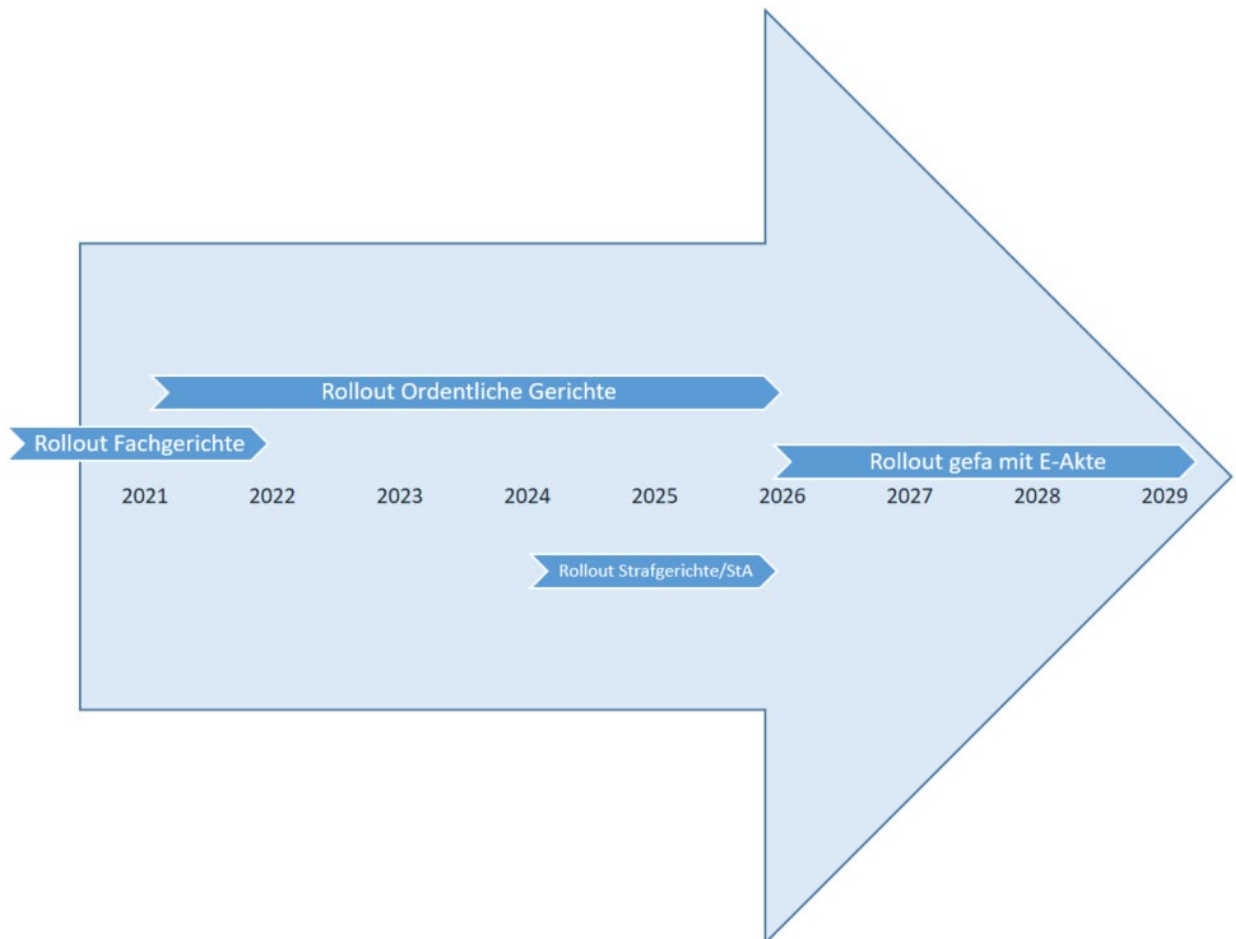 Rollout Ordentliche Gerichte
Rollout Fachgerichte
Rollout gefa mit E-Akte
2021 2022 2023 2024 2025 2026 2027 2028 2029
Rollout Strafgerichte/StA